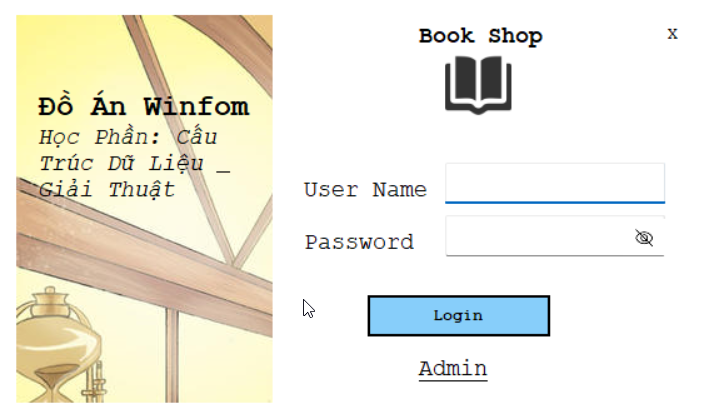 Đồ Án Winfom
Học Phần: Cấu
Trúc Dữ Liệu _
Giải Thuật
Book Shop
x
User Name
Password
Login
Admin